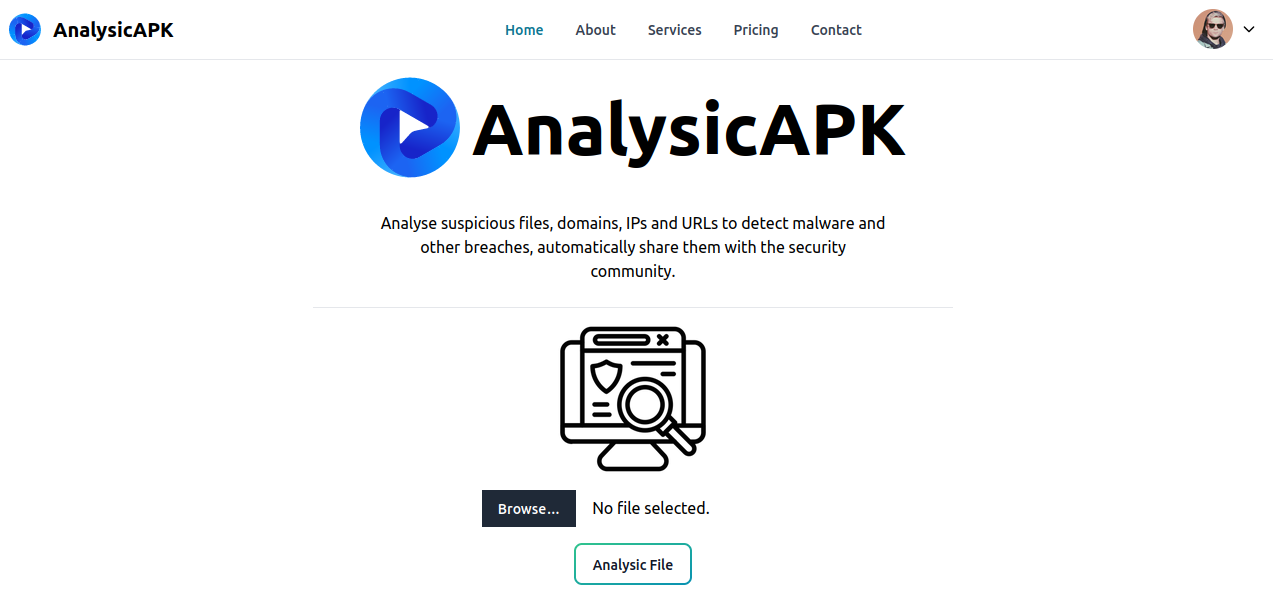 AnalysicAPK
Home About Services Pricing Contact
AnalysicAPK
Analyse suspicious files, domains, IPs and URLs to detect malware and
other breaches, automatically share them with the security
community.
Browse... No file selected.
Analysic File